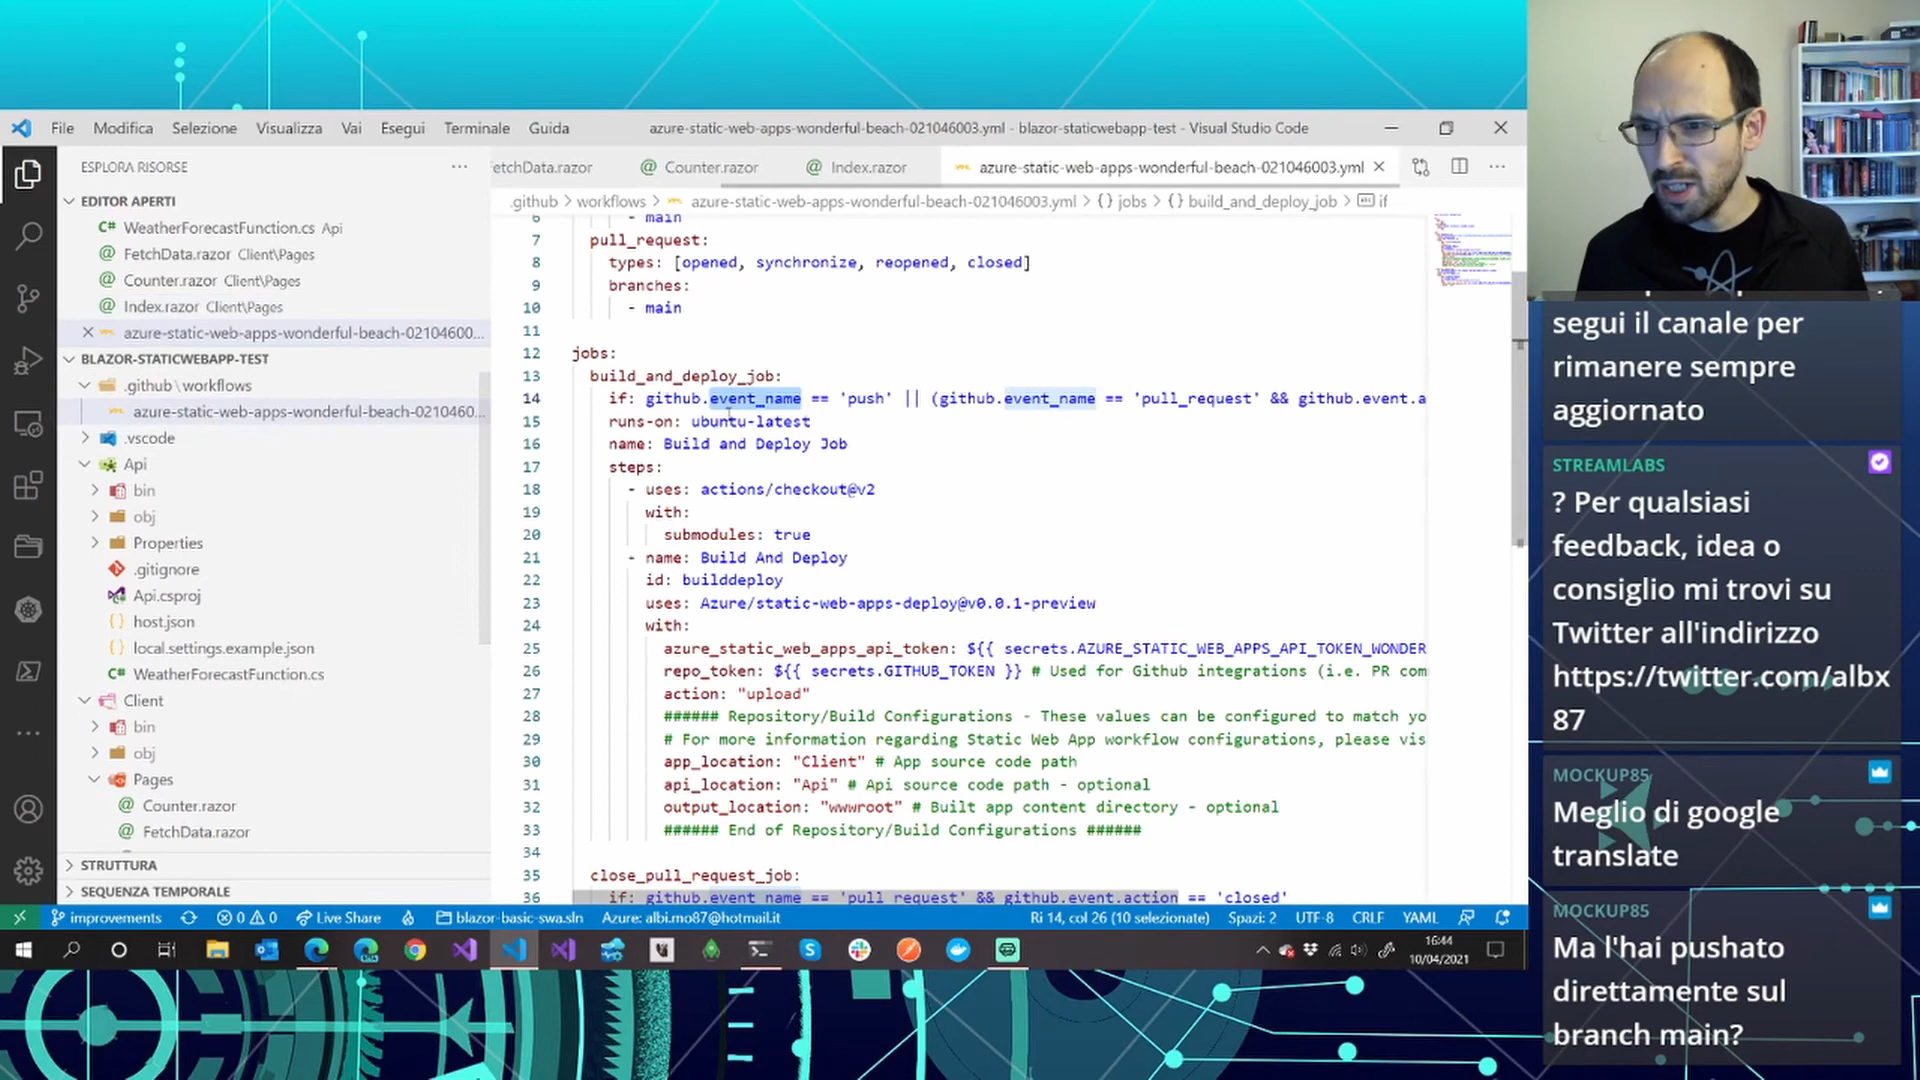 File Modifica Selezione Visualizza Vai Esegui Terminale Guida azure-static-web-apps-wonderful-beach-021046003.yml - blazor-staticwebapp-test - Visual Studio Code
ESPLORA RISORSE
EDITOR APERTI
WeatherForecastFunction.cs Api
FetchData.razor Client\Pages
Counter.razor Client\Pages
Index.razor Client\Pages
azure-static-web-apps-wonderful-beach-02104600...
BLAZOR-STATICWEBAPP-TEST
.github\workflows
azure-static-web-apps-wonderful-beach-021046...
.vscode
Api
bin
obj
Properties
.gitignore
Api.csproj
host.json
local.settings.example.json
WeatherForecastFunction.cs
Client
bin
obj
Pages
Counter.razor
FetchData.razor
STRUTTURA
SEQUENZA TEMPORALE
etchData.razor Counter.razor Index.razor azure-static-web-apps-wonderful-beach-021046003.yml
.github > workflows > azure-static-web-apps-wonderful-beach-021046003.yml > {} jobs > {} build_and_deploy_job > if
6 - main
7 pull_request:
8 types: [opened, synchronize, reopened, closed]
9 branches:
10 - main
11
12 jobs:
13 build_and_deploy_job:
14 if: github.event_name == 'push' || (github.event_name == 'pull_request' && github.event.a
15 runs-on: ubuntu-latest
16 name: Build and Deploy Job
17 steps:
18 - uses: actions/checkout@v2
19 with:
20 submodules: true
21 - name: Build And Deploy
22 id: builddeploy
23 uses: Azure/static-web-apps-deploy@v0.0.1-preview
24 with:
25 azure_static_web_apps_api_token: ${{ secrets.AZURE_STATIC_WEB_APPS_API_TOKEN_WONDER
26 repo_token: ${{ secrets.GITHUB_TOKEN }} # Used for Github integrations (i.e. PR com
27 action: "upload"
28 ###### Repository/Build Configurations - These values can be configured to match yo
29 # For more information regarding Static Web App workflow configurations, please vis
30 app_location: "Client" # App source code path
31 api_location: "Api" # Api source code path - optional
32 output_location: "wwwroot" # Built app content directory - optional
33 ###### End of Repository/Build Configurations ######
34
35 close_pull_request_job:
36 if: github.event_name == 'pull_request' && github.event.action == 'closed'
improvements 0 0 Live Share blazor-basic-swa.sln Azure: albi.mo87@hotmail.it Ri 14, col 26 (10 selezionate) Spazi: 2 UTF-8 CRLF YAML
16:44
10/04/2021
segui il canale per
rimanere sempre
aggiornato
STREAMLABS
? Per qualsiasi
feedback, idea o
consiglio mi trovi su
Twitter all'indirizzo
https://twitter.com/albx
87
MOCKUP85
Meglio di google
translate
MOCKUP85
Ma l'hai pushato
direttamente sul
branch main?